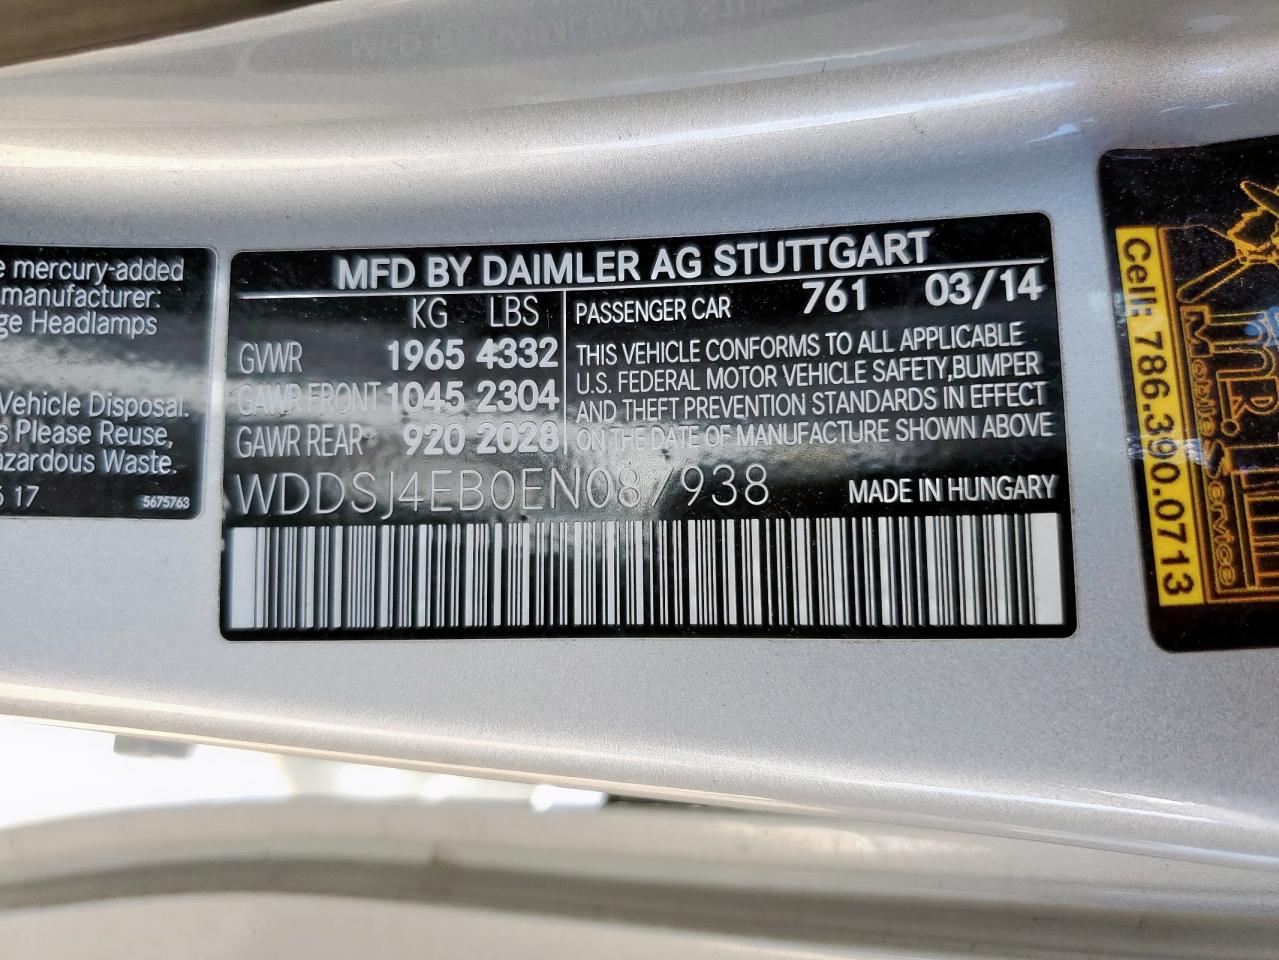 e mercury-added
manufacturer:
ge Headlamps
Vehicle Disposal.
s Please Reuse,
azardous Waste.
17
5675763
MFD BY DAIMLER AG STUTTGART
KG LBS
GVWR 1965 4332
GAWR FRONT 1045 2304
GAWR REAR 920 2028
PASSENGER CAR 761 03/14
THIS VEHICLE CONFORMS TO ALL APPLICABLE
U.S. FEDERAL MOTOR VEHICLE SAFETY,BUMPER
AND THEFT PREVENTION STANDARDS IN EFFECT
ON THE DATE OF MANUFACTURE SHOWN ABOVE
WDDSJ4EB0EN087938 MADE IN HUNGARY
Cell: 786.390.0713